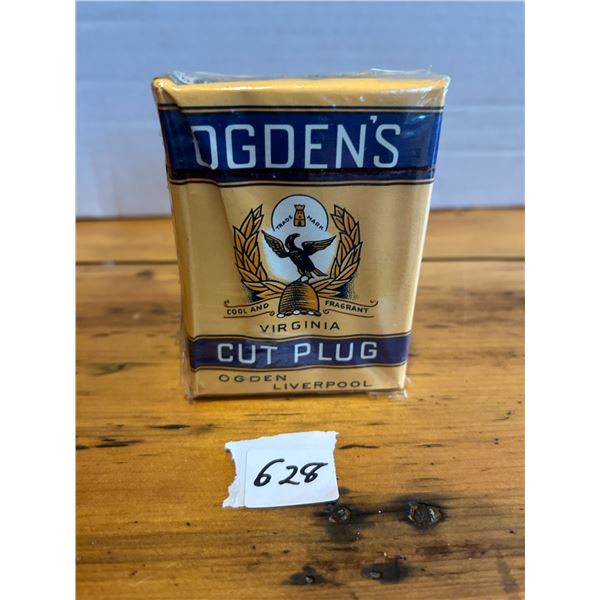 OGDEN'S
TRADE MARK
COOL AND FRAGRANT
VIRGINIA
CUT PLUG
OGDEN LIVERPOOL
628